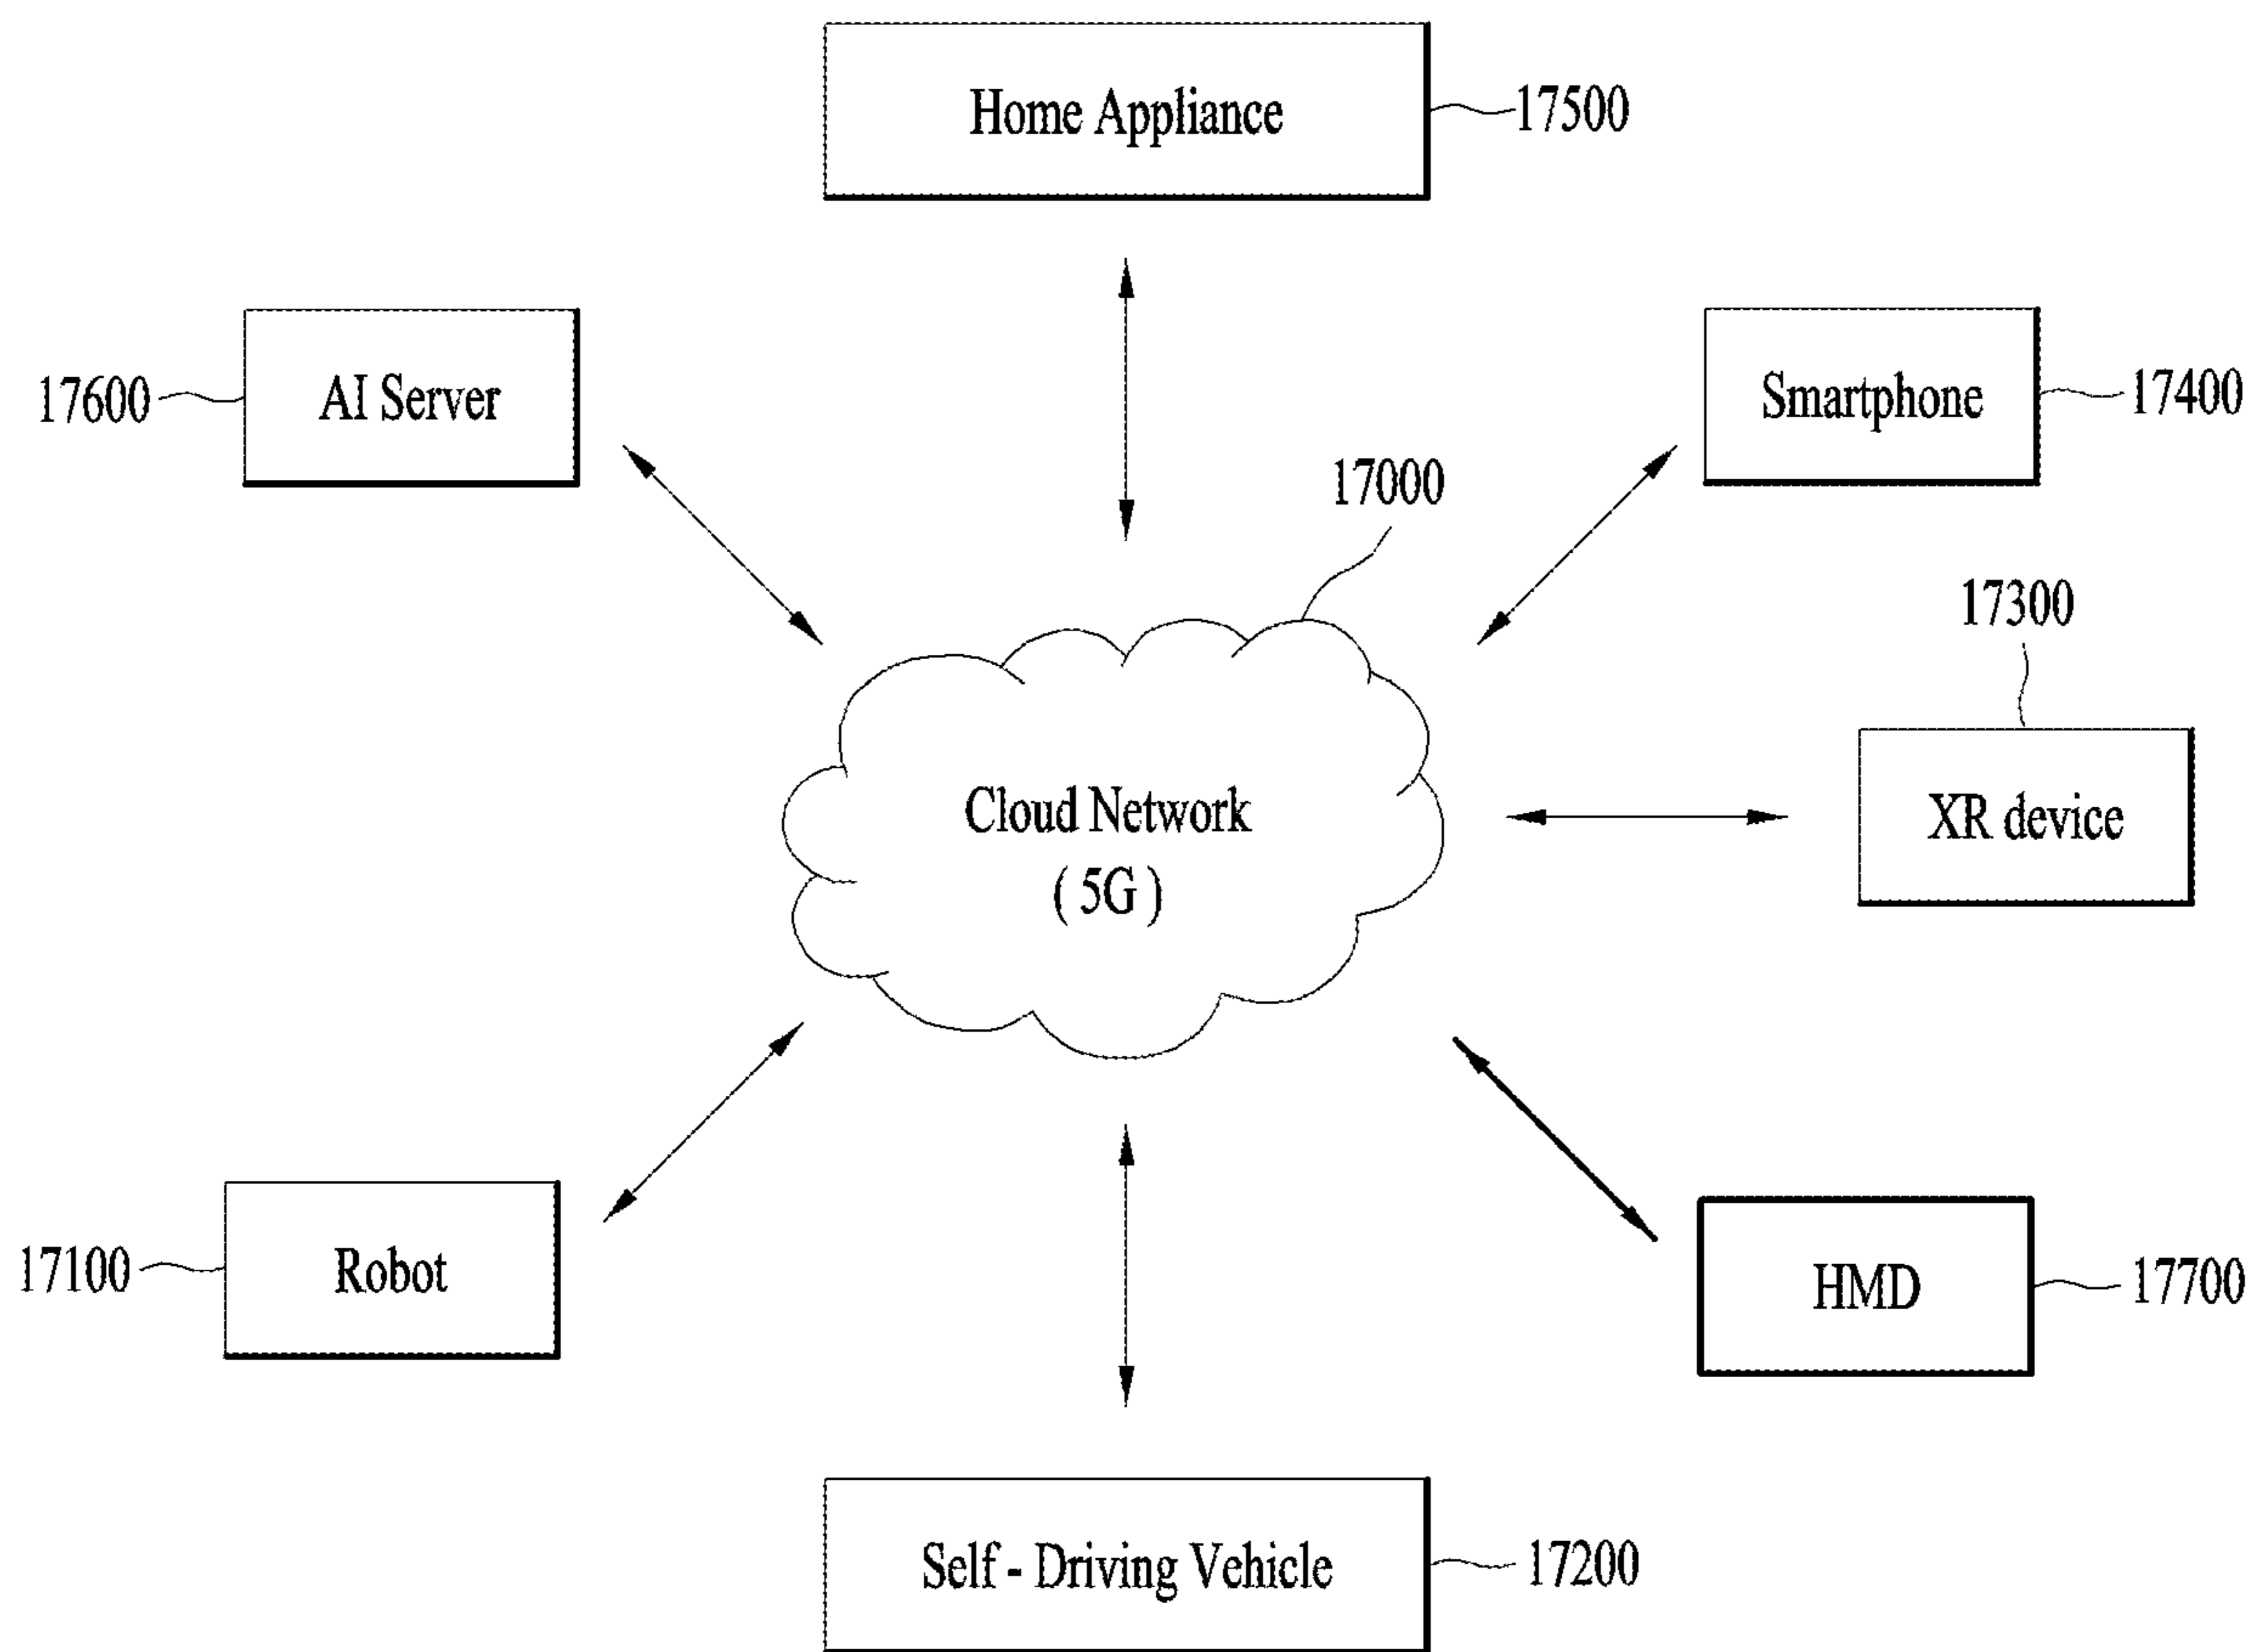 Home Appliance
17500
AI Server
17600
Smartphone
17400
17000
17300
Cloud Network
( 5G )
XR device
Robot
17100
HMD
17700
Self - Driving Vehicle
17200